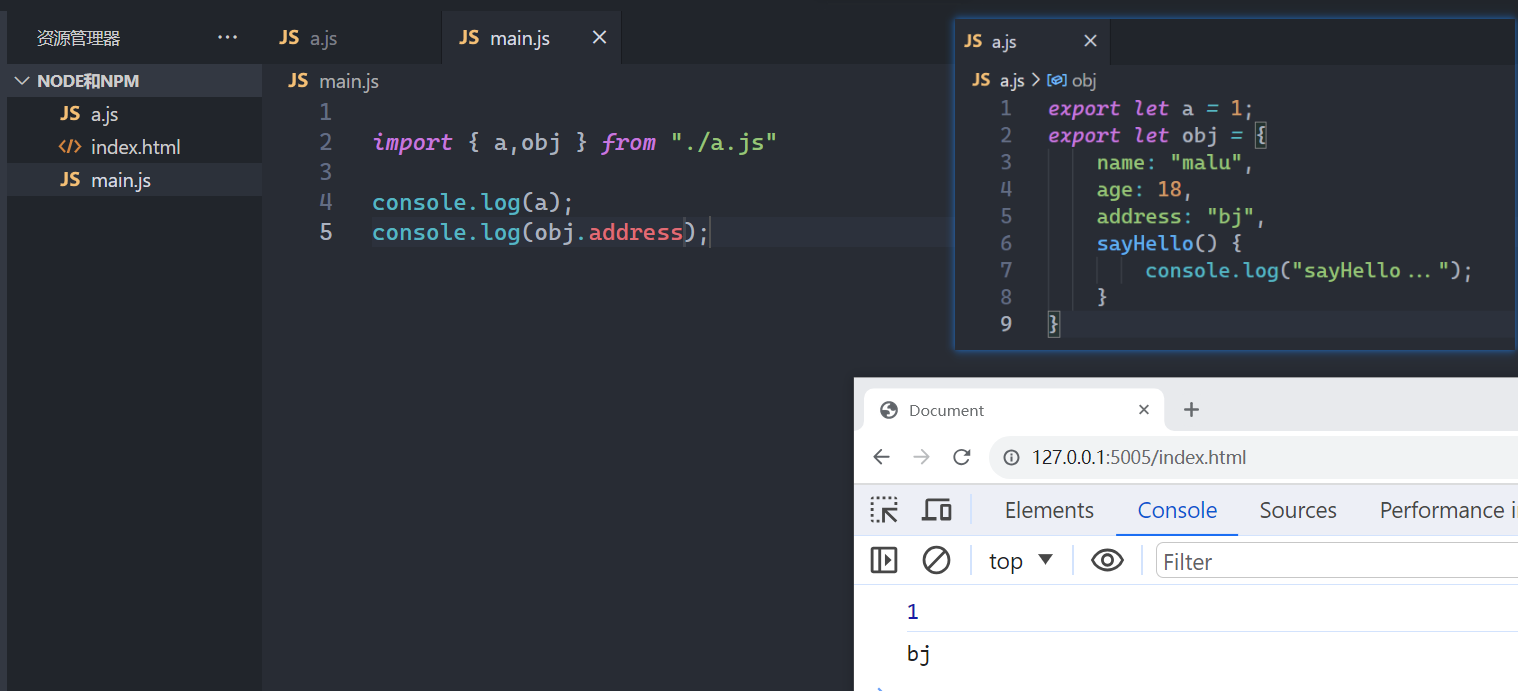 资源管理器 ···
NODE和NPM
JS a.js
index.html
JS main.js
JS a.js
JS main.js ×
JS main.js
1
2 import { a,obj } from "./a.js"
3
4 console.log(a);
5 console.log(obj.address);
JS a.js ×
JS a.js > obj
1 export let a = 1;
2 export let obj = {
3 name: "malu",
4 age: 18,
5 address: "bj",
6 sayHello() {
7 console.log("sayHello...");
8 }
9 }
Document × +
127.0.0.1:5005/index.html
Elements Console Sources Performance i
top Filter
1
bj